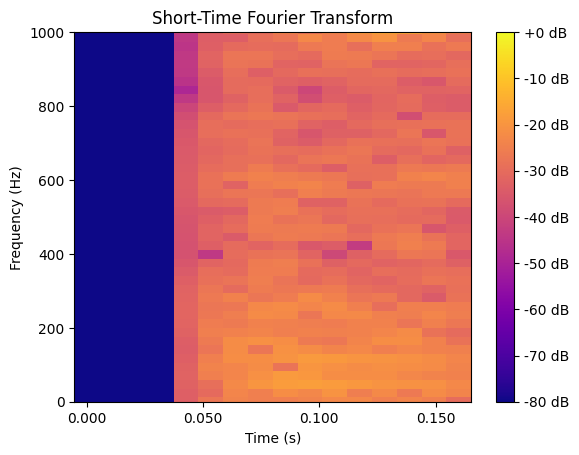 Short-Time Fourier Transform
1000
800
600
400
200
0
Frequency (Hz)
0.000
0.050
0.100
0.150
Time (s)
+0 dB
-10 dB
-20 dB
-30 dB
-40 dB
-50 dB
-60 dB
-70 dB
-80 dB